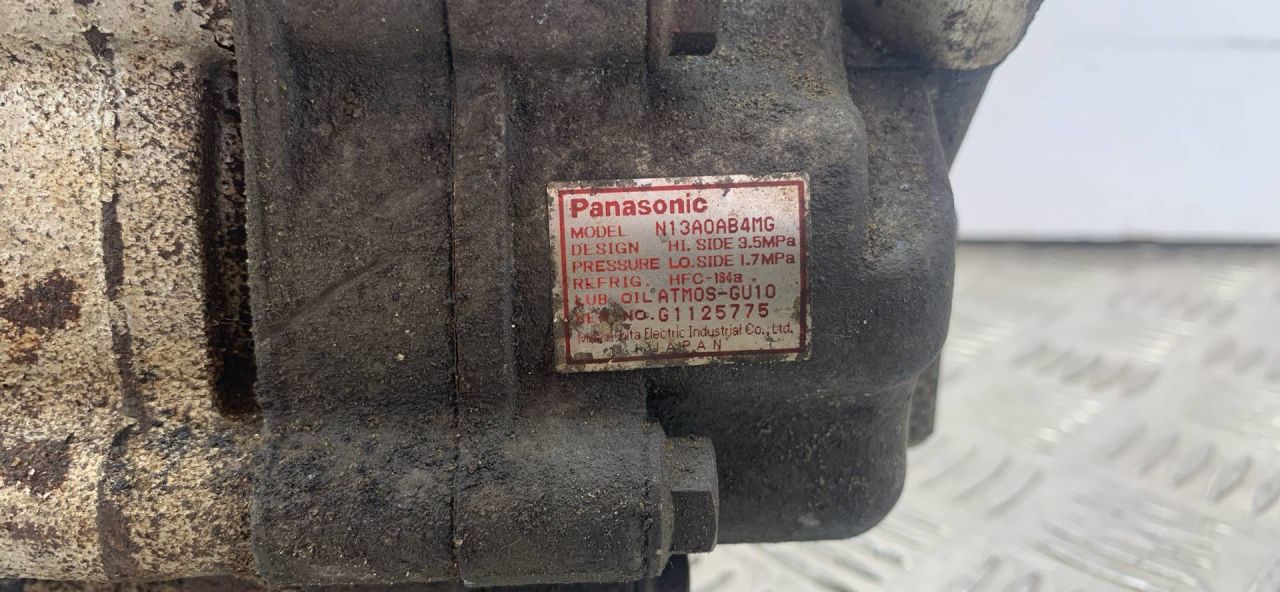 Panasonic
MODEL N13A0AB4MG
DESIGN HI. SIDE 3.5MPa
PRESSURE LO. SIDE 1.7MPa
REFRIG. HFC-134a
LUB. OIL ATMOS-GU10
NO. G1125775
Electric Industrial Co., Ltd.
JAPAN